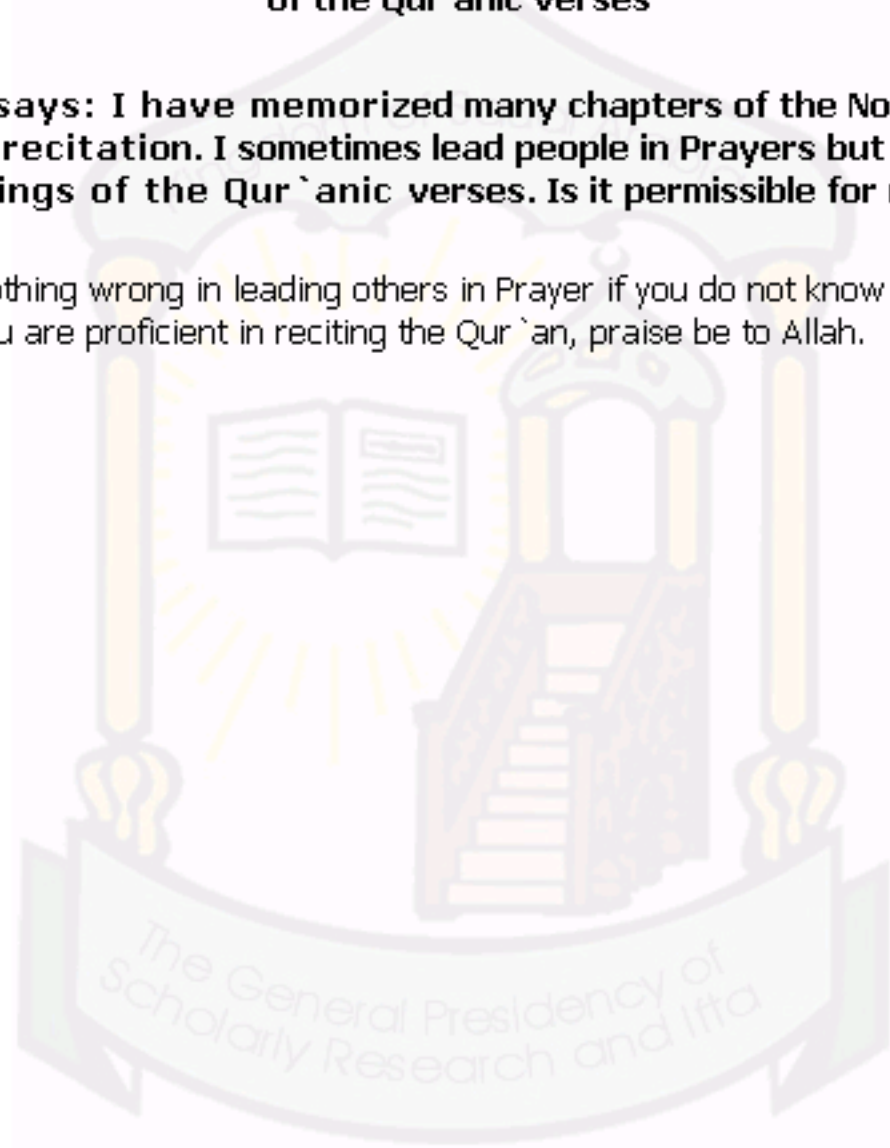 of the Qur`anic verses
says: I have memorized many chapters of the No
recitation. I sometimes lead people in Prayers but
ings of the Qur`anic verses. Is it permissible for
othing wrong in leading others in Prayer if you do not know
u are proficient in reciting the Qur`an, praise be to Allah.
The General Presidency of
Scholarly Research and Ifta